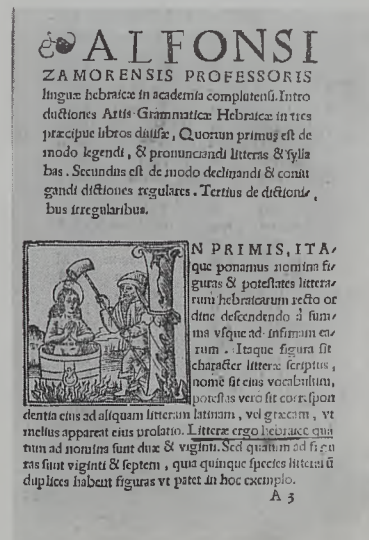 ALFONSI
ZAMORENSIS PROFESSORIS
linguæ hebraicæ in academia complutensi. Intro
ductiones Artis Grammaticæ Hebraicæ in tres
præcipue libros diuisæ, Quorum primus est de
modo legendi, & pronunciandi litteras & sylla
bas. Secundus est de modo declinandi & coniu
gandi dictiones regulares. Tertius de dictioni⸗
bus irregularibus.
IN PRIMIS, ITA⸗
que ponamus nomina fi⸗
guras & potestates littera⸗
rum hebraicarum recto or
dine descendendo à sum⸗
ma vsque ad infimam ea⸗
rum. Itaque figura sit
character litteræ scriptus,
nomē sit eius vocabulum,
potestas vero sit correspon
dentia eius ad aliquam litteram latinam, vel græcam, vt
melius appareat eius prolatio. Litteræ ergo hebraicę quā
tum ad nomina sunt duæ & viginti. Sed quantum ad figu
ras sunt viginti & septem, quia quinque species litterarū
duplices habent figuras vt patet in hoc exemplo.
A 3